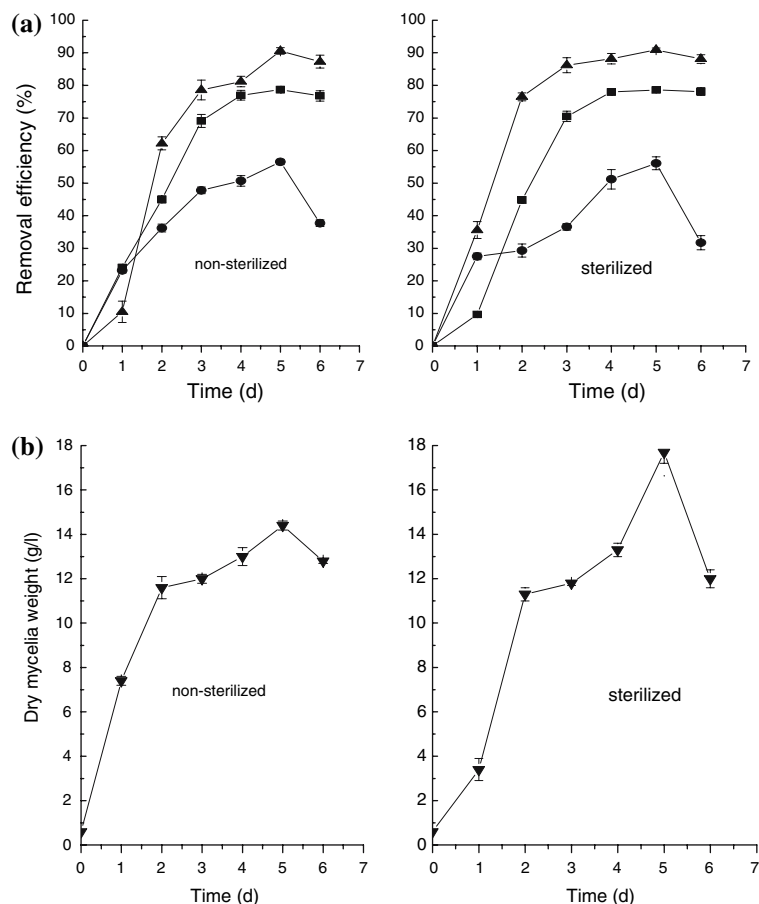 (a)
Removal efficiency (%)
100
90
80
70
60
50
40
30
20
10
0
non-sterilized
0 1 2 3 4 5 6 7
Time (d)
100
90
80
70
60
50
40
30
20
10
0
sterilized
0 1 2 3 4 5 6 7
Time (d)
(b)
Dry mycelia weight (g/l)
18
16
14
12
10
8
6
4
2
0
non-sterilized
0 1 2 3 4 5 6 7
Time (d)
18
16
14
12
10
8
6
4
2
0
sterilized
0 1 2 3 4 5 6 7
Time (d)